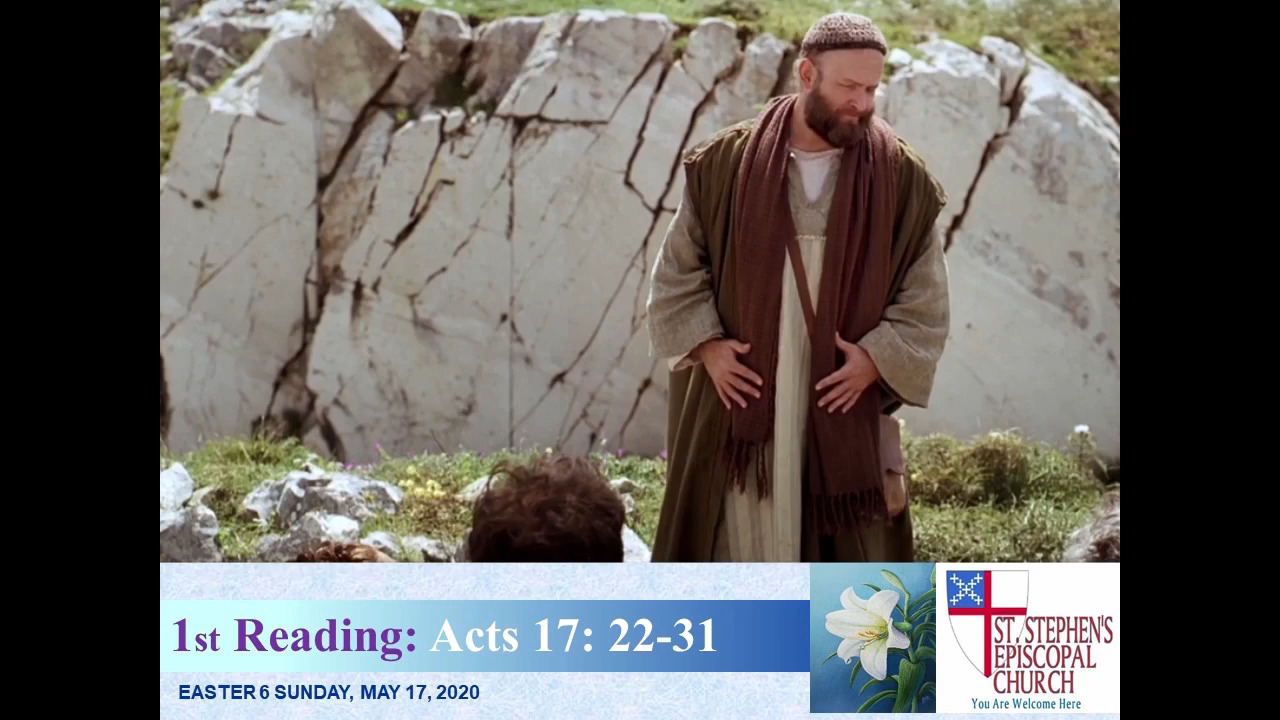 1st Reading: Acts 17: 22-31
EASTER 6 SUNDAY, MAY 17, 2020
ST. STEPHEN'S
EPISCOPAL
CHURCH
You Are Welcome Here